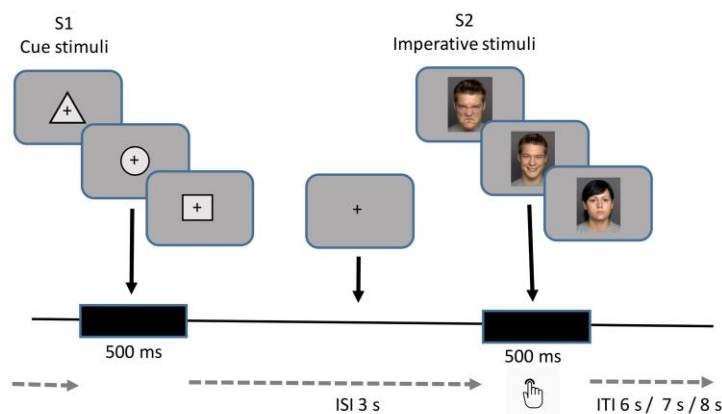 S1
Cue stimuli
S2
Imperative stimuli
500 ms
500 ms
ISI 3 s
ITI 6 s / 7 s / 8 s